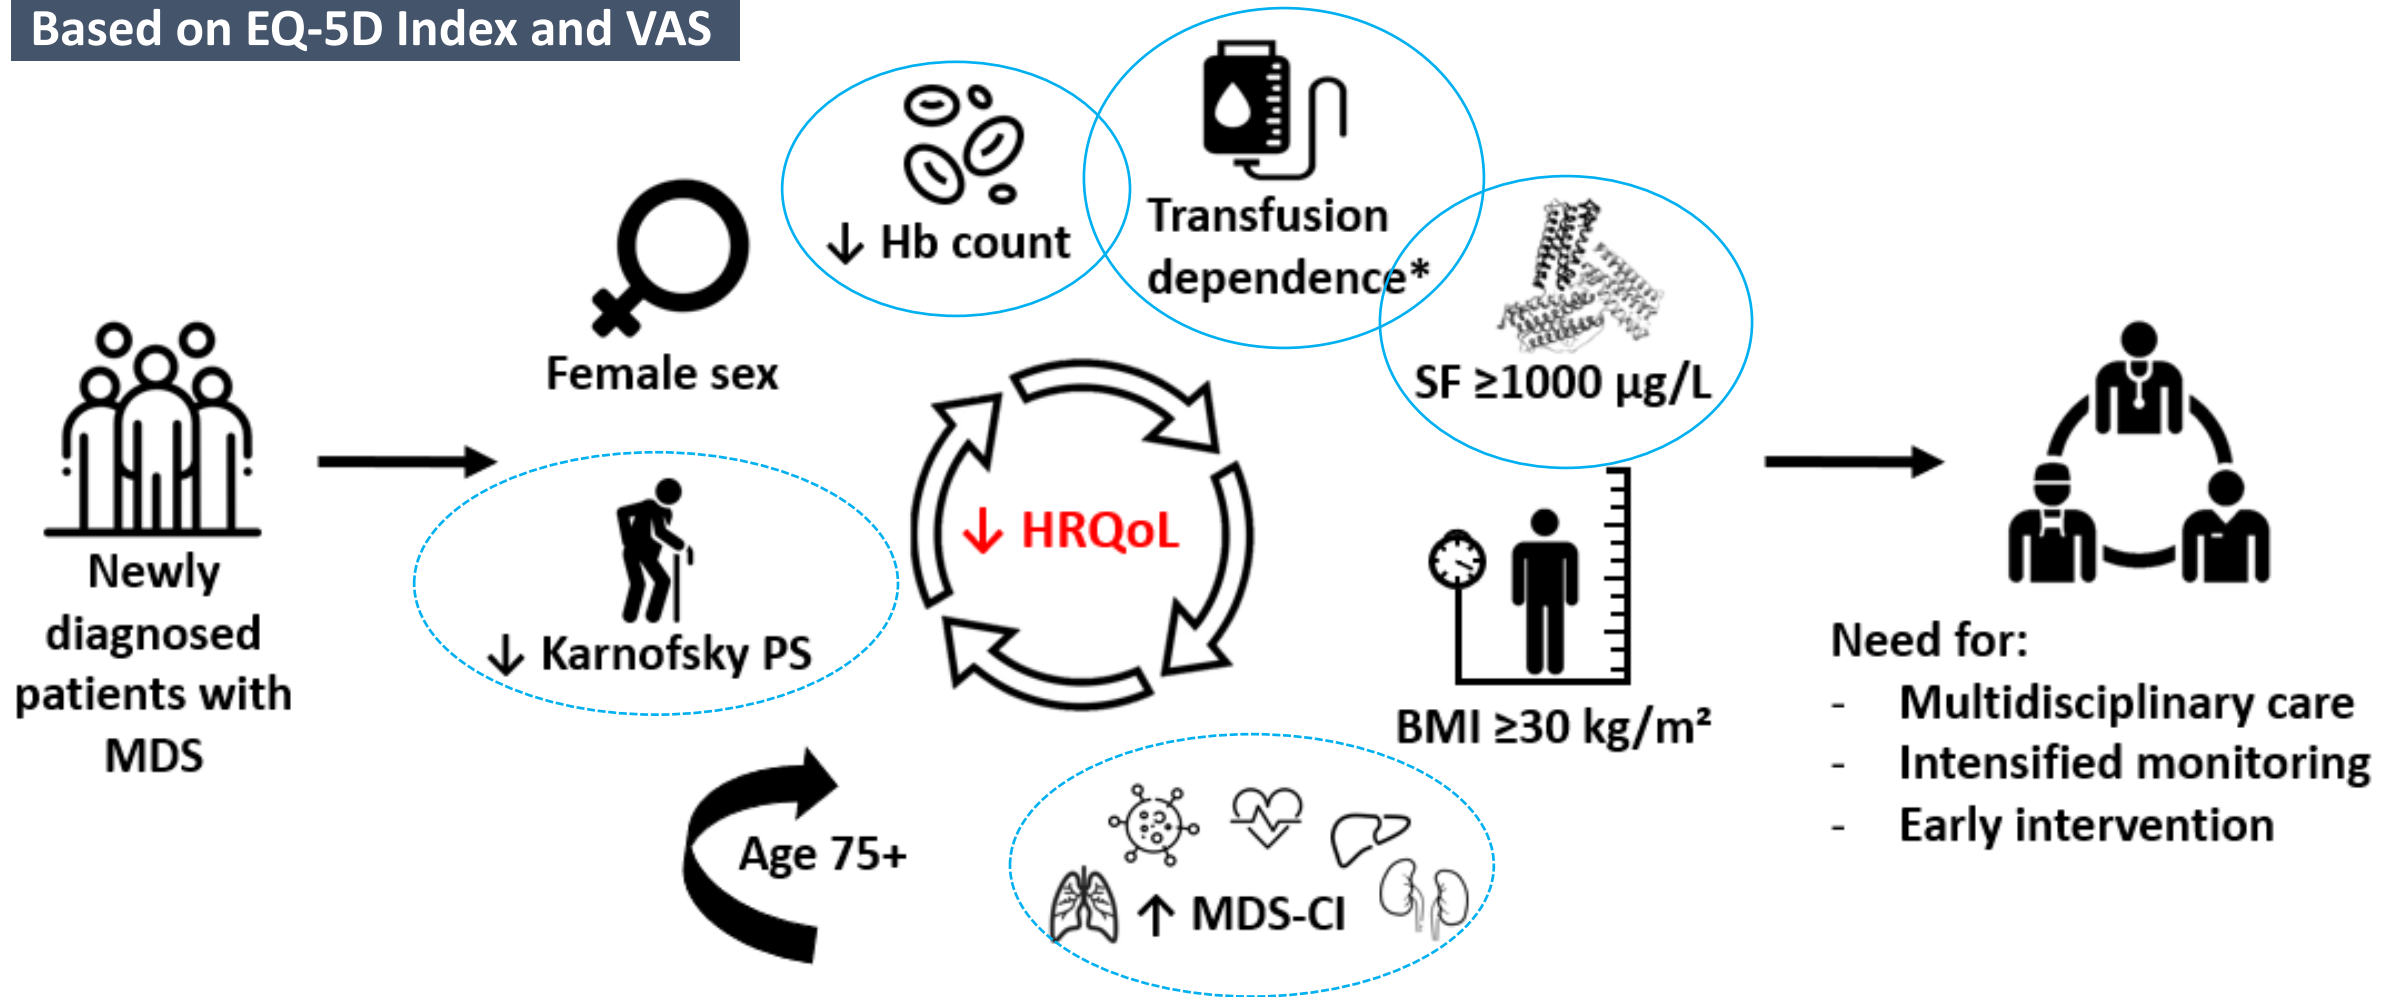 Based on EQ-5D Index and VAS
↓ Hb count
Transfusion
dependence*
SF ≥1000 µg/L
Female sex
Newly
diagnosed
patients with
MDS
↓ Karnofsky PS
↓ HRQoL
BMI ≥30 kg/m²
Age 75+
↑ MDS-CI
Need for:
- Multidisciplinary care
- Intensified monitoring
- Early intervention